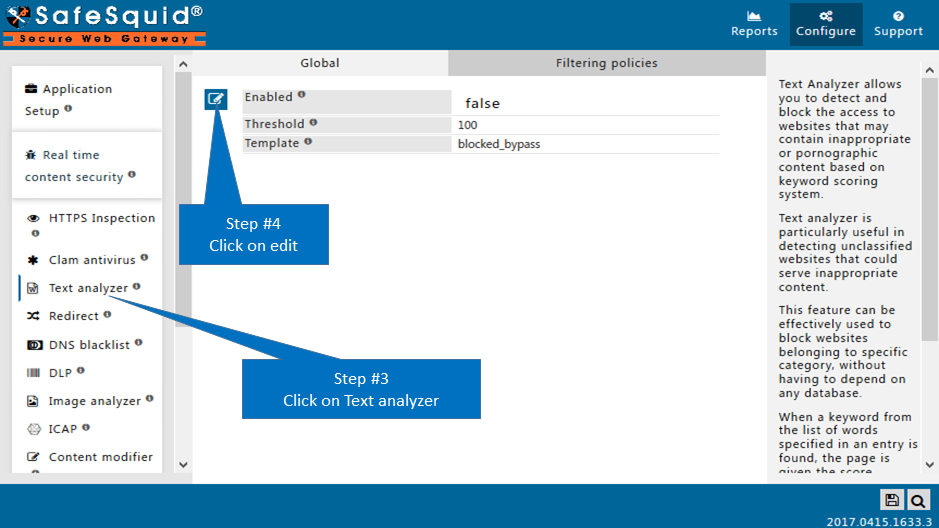 SafeSquid®
Secure Web Gateway
Reports
Configure
Support
Application
Setup
Real time
content security
HTTPS Inspection
Clam antivirus
Text analyzer
Redirect
DNS blacklist
DLP
Image analyzer
ICAP
Content modifier
Global
Filtering policies
Enabled
false
Threshold
100
Template
blocked_bypass
Step #4
Click on edit
Step #3
Click on Text analyzer
Text Analyzer allows
you to detect and
block the access to
websites that may
contain inappropriate
or pornographic
content based on
keyword scoring
system.
Text analyzer is
particularly useful in
detecting unclassified
websites that could
serve inappropriate
content.
This feature can be
effectively used to
block websites
belonging to specific
category, without
having to depend on
any database.
When a keyword from
the list of words
specified in an entry is
found, the page is
given the score
2017.0415.1633.3